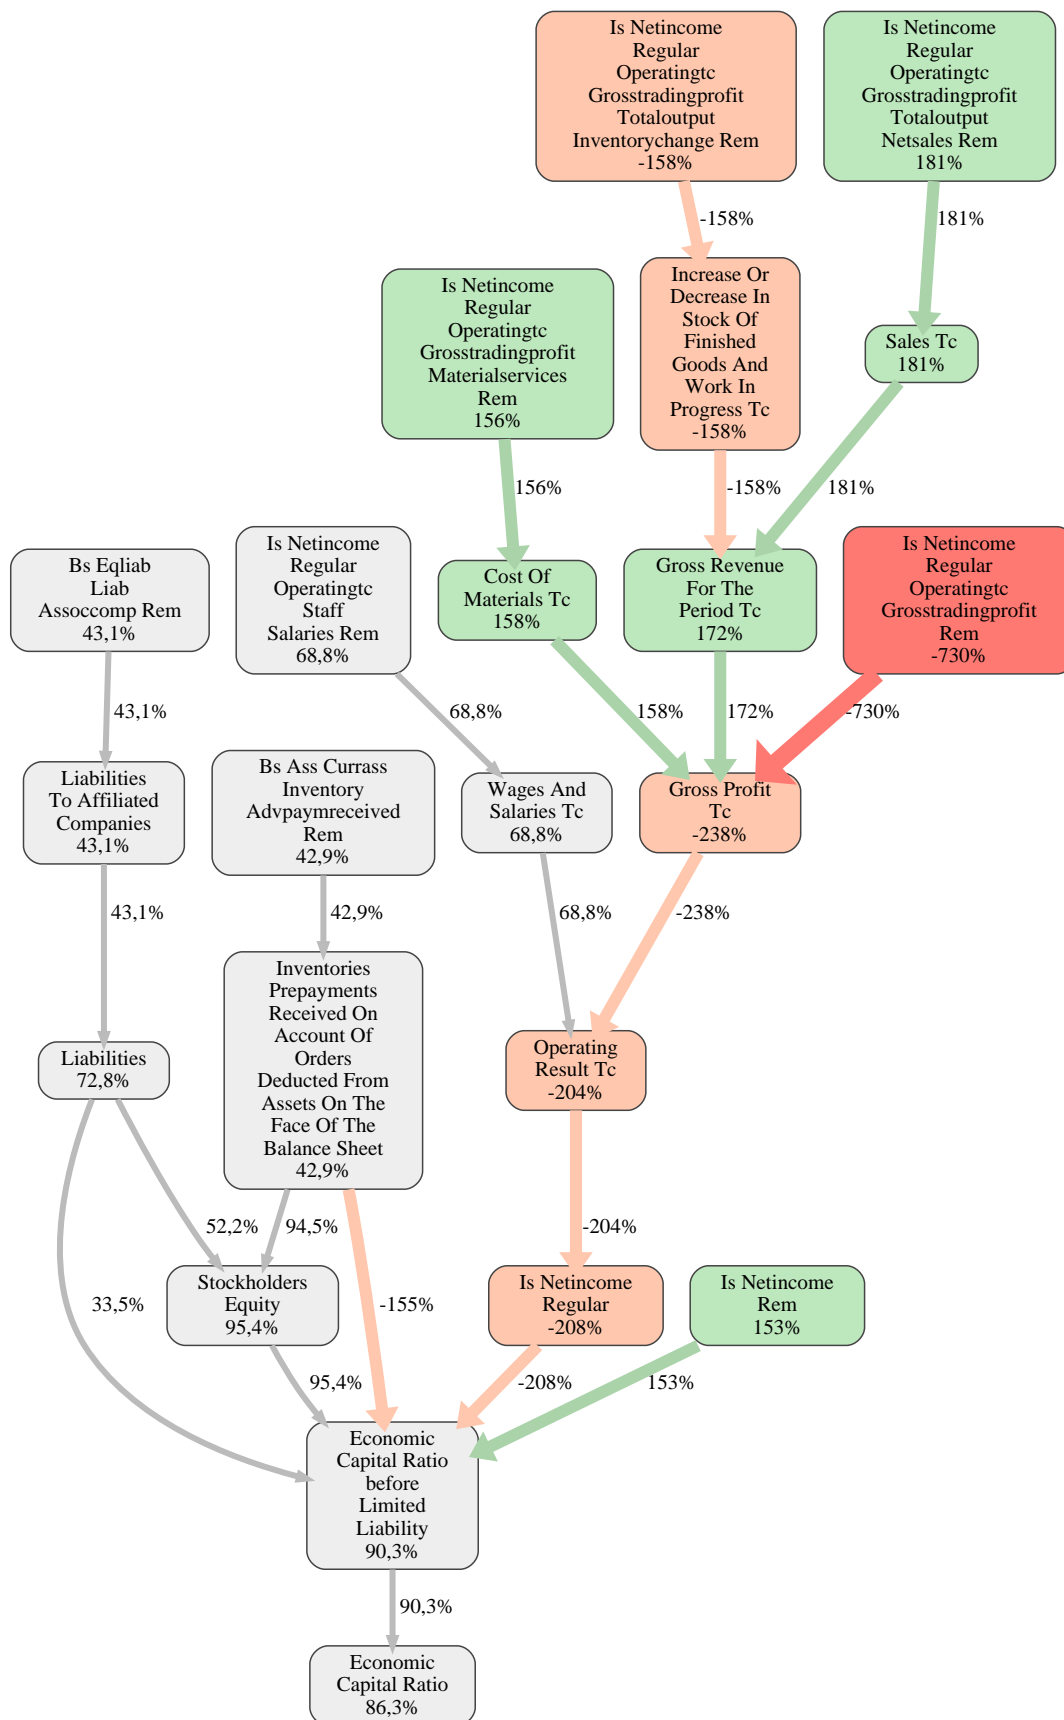 Is Netincome
Regular
Operatingtc
Grosstradingprofit
Totaloutput
Inventorychange Rem
-158%
Is Netincome
Regular
Operatingtc
Grosstradingprofit
Totaloutput
Netsales Rem
181%
-158%
181%
Is Netincome
Regular
Operatingtc
Grosstradingprofit
Materialservices
Rem
156%
Increase Or
Decrease In
Stock Of
Finished
Goods And
Work In
Progress Tc
-158%
Sales Tc
181%
156%
-158%
181%
Bs Eqliab
Liab
Assoccomp Rem
43,1%
Is Netincome
Regular
Operatingtc
Staff
Salaries Rem
68,8%
Cost Of
Materials Tc
158%
Gross Revenue
For The
Period Tc
172%
Is Netincome
Regular
Operatingtc
Grosstradingprofit
Rem
-730%
43,1%
68,8%
158%
172%
-730%
Liabilities
To Affiliated
Companies
43,1%
Bs Ass Currass
Inventory
Advpaymreceived
Rem
42,9%
Wages And
Salaries Tc
68,8%
Gross Profit
Tc
-238%
43,1%
42,9%
68,8%
-238%
Liabilities
72,8%
Inventories
Prepayments
Received On
Account Of
Orders
Deducted From
Assets On The
Face Of The
Balance Sheet
42,9%
Operating
Result Tc
-204%
52,2%
94,5%
-204%
33,5%
Stockholders
Equity
95,4%
-155%
Is Netincome
Regular
-208%
Is Netincome
Rem
153%
95,4%
-208%
153%
Economic
Capital Ratio
before
Limited
Liability
90,3%
90,3%
Economic
Capital Ratio
86,3%